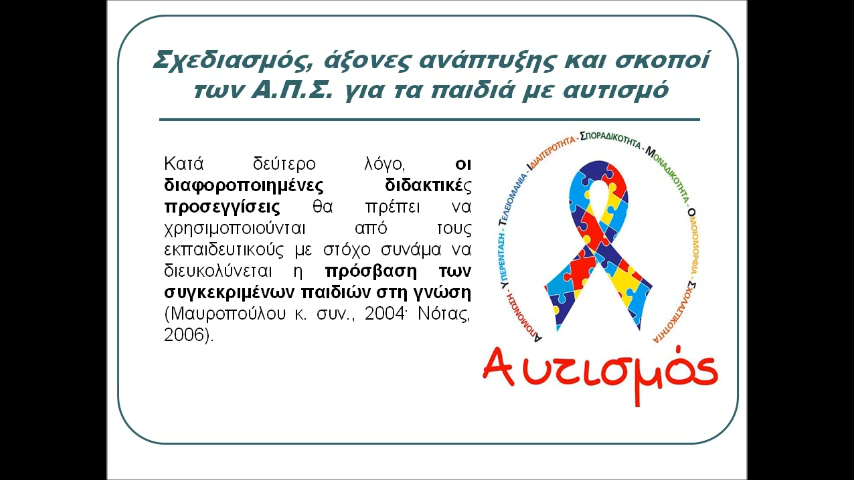 Σχεδιασμός, άξονες ανάπτυξης και σκοποί
των Α.Π.Σ. για τα παιδιά με αυτισμό
Κατά δεύτερο λόγο, οι
διαφοροποιημένες διδακτικές
προσεγγίσεις θα πρέπει να
χρησιμοποιούνται από τους
εκπαιδευτικούς με στόχο συνάμα να
διευκολύνεται η πρόσβαση των
συγκεκριμένων παιδιών στη γνώση
(Μαυροπούλου κ. συν., 2004· Νότας,
2006).
ΑΠΟΜΟΝΩΣΗ - ΥΠΕΡΕΝΤΑΣΗ - ΤΕΛΕΙΟΜΑΝΙΑ - ΙΔΙΑΙΤΕΡΟΤΗΤΑ - ΣΠΟΡΑΔΙΚΟΤΗΤΑ - ΜΟΝΑΔΙΚΟΤΗΤΑ - ΟΜΟΙΟΜΟΡΦΙΑ - ΣΧΟΛΑΣΤΙΚΟΤΗΤΑ
Αυτισμός